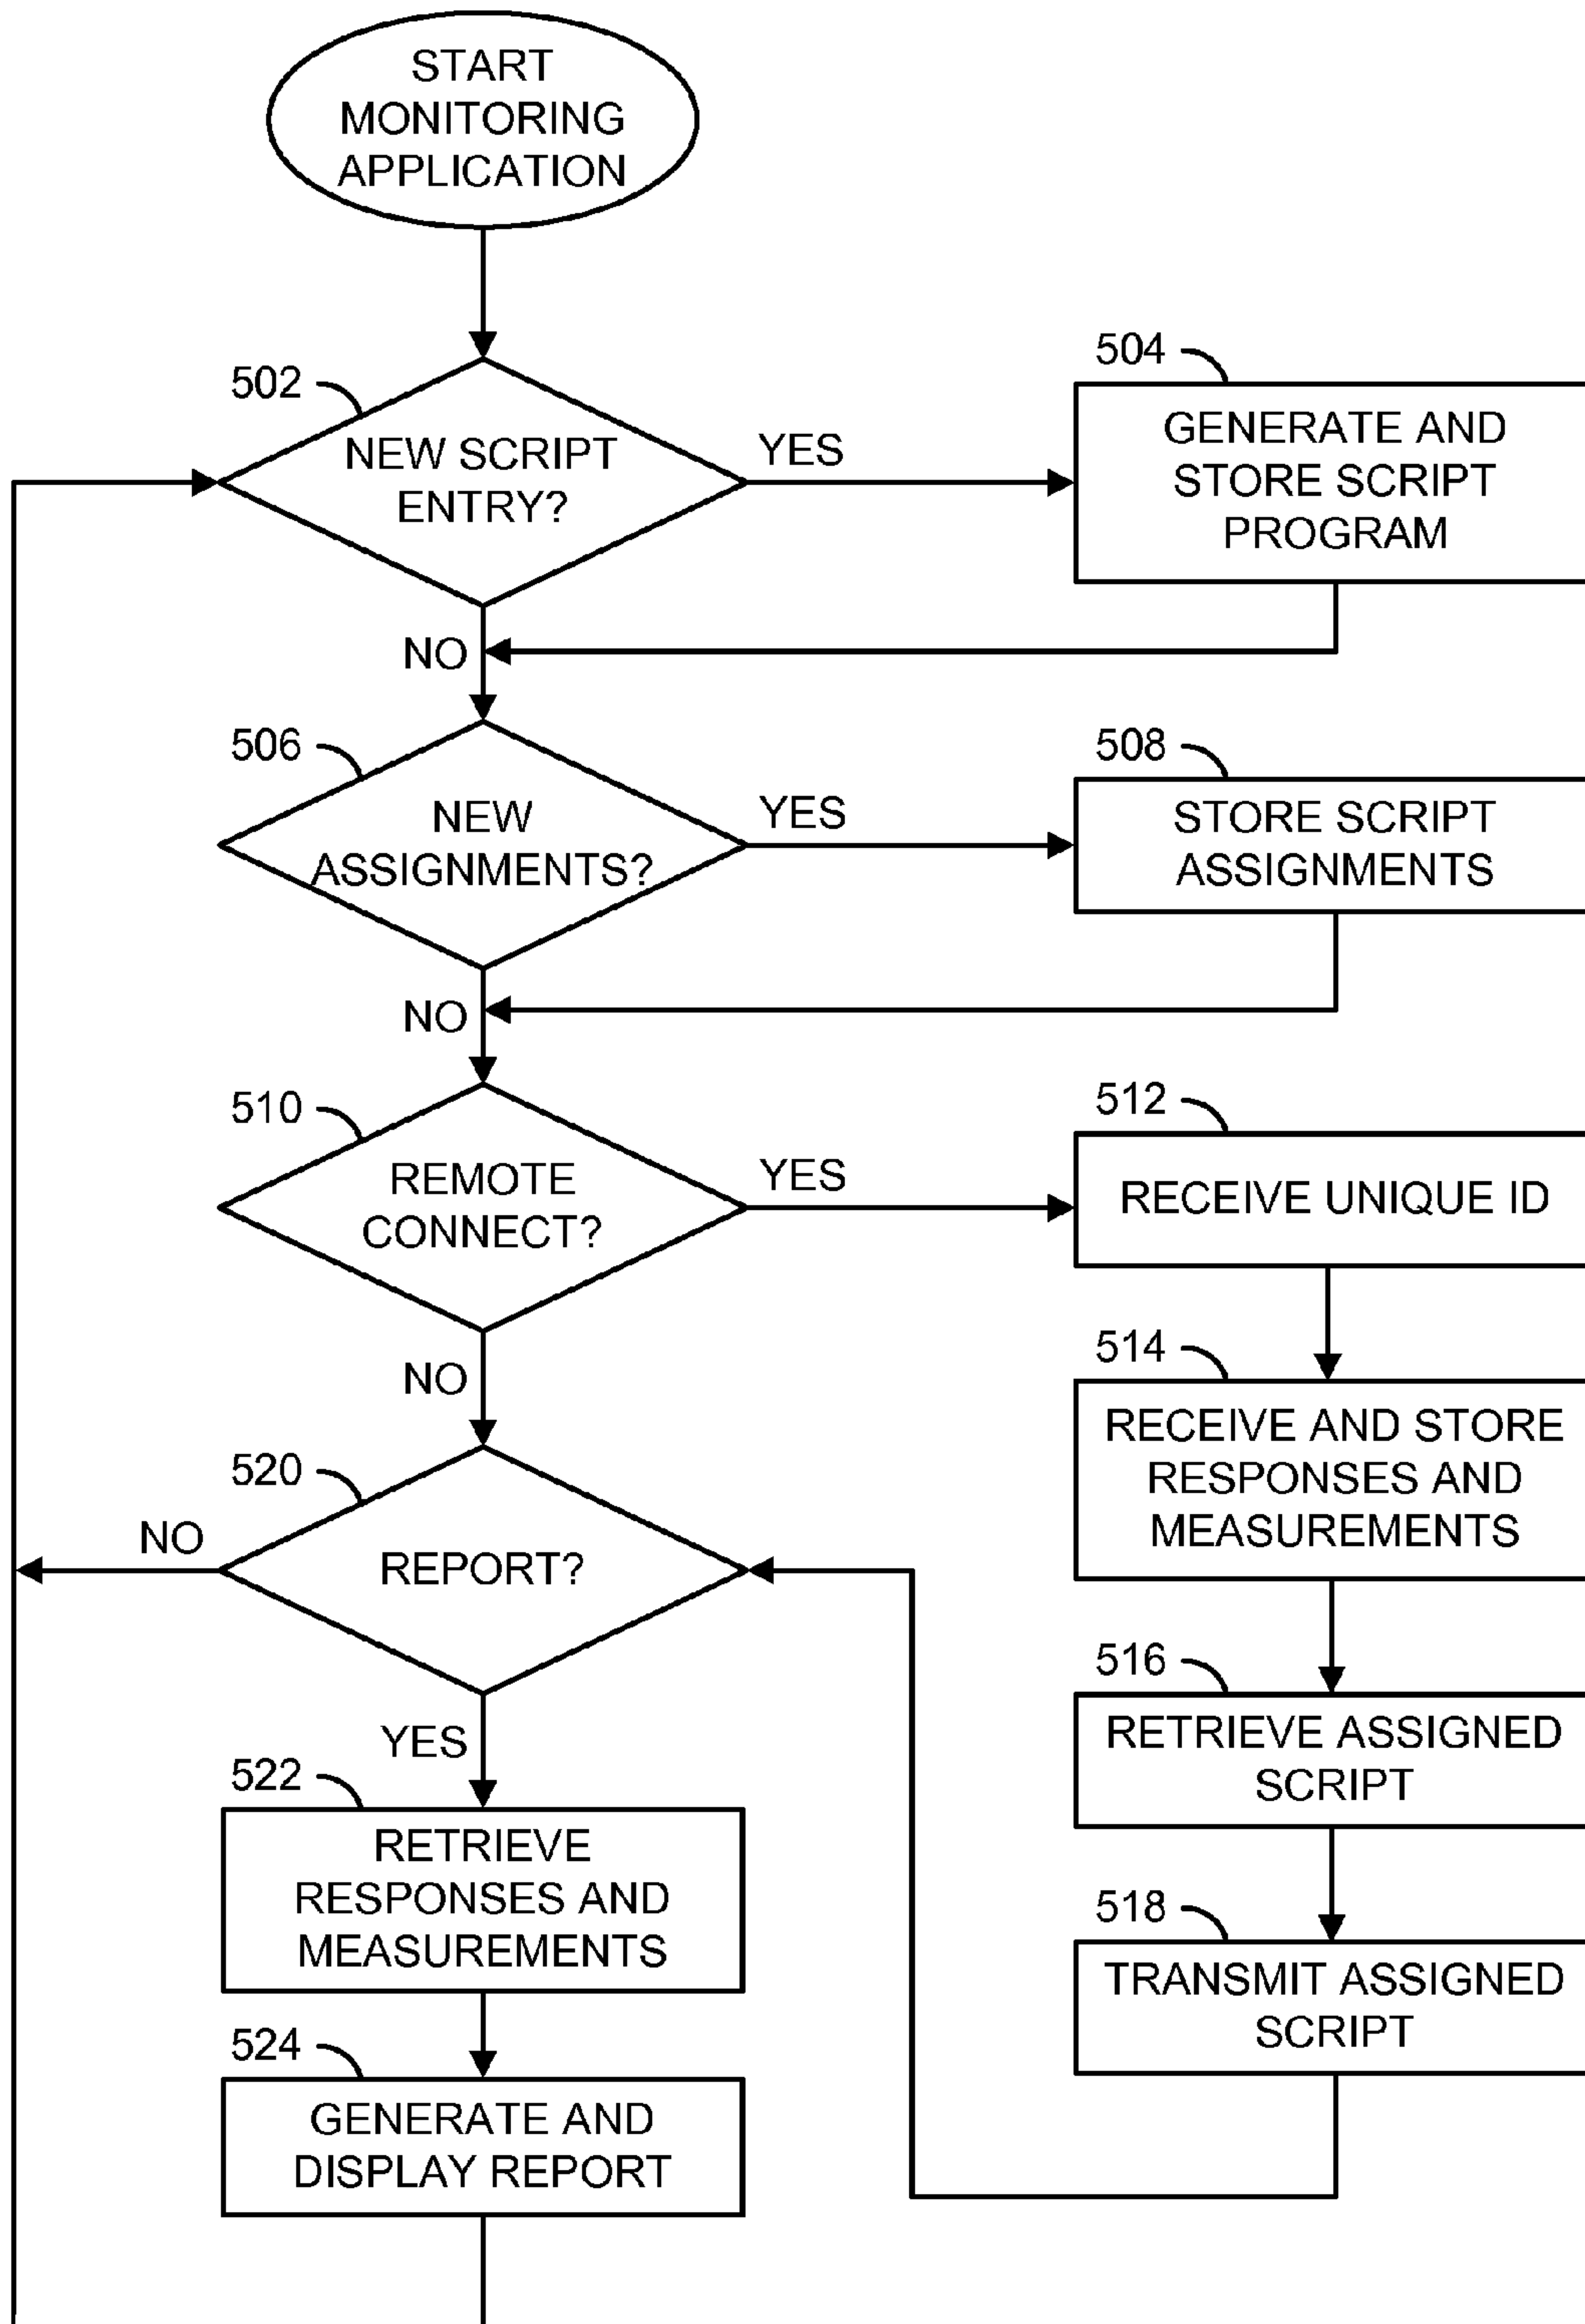 START
MONITORING
APPLICATION
502
NEW SCRIPT
ENTRY?
YES
504
GENERATE AND
STORE SCRIPT
PROGRAM
NO
506
NEW
ASSIGNMENTS?
YES
508
STORE SCRIPT
ASSIGNMENTS
NO
510
REMOTE
CONNECT?
YES
512
RECEIVE UNIQUE ID
NO
514
RECEIVE AND STORE
RESPONSES AND
MEASUREMENTS
520
REPORT?
NO
516
RETRIEVE ASSIGNED
SCRIPT
YES
522
RETRIEVE
RESPONSES AND
MEASUREMENTS
518
TRANSMIT ASSIGNED
SCRIPT
524
GENERATE AND
DISPLAY REPORT